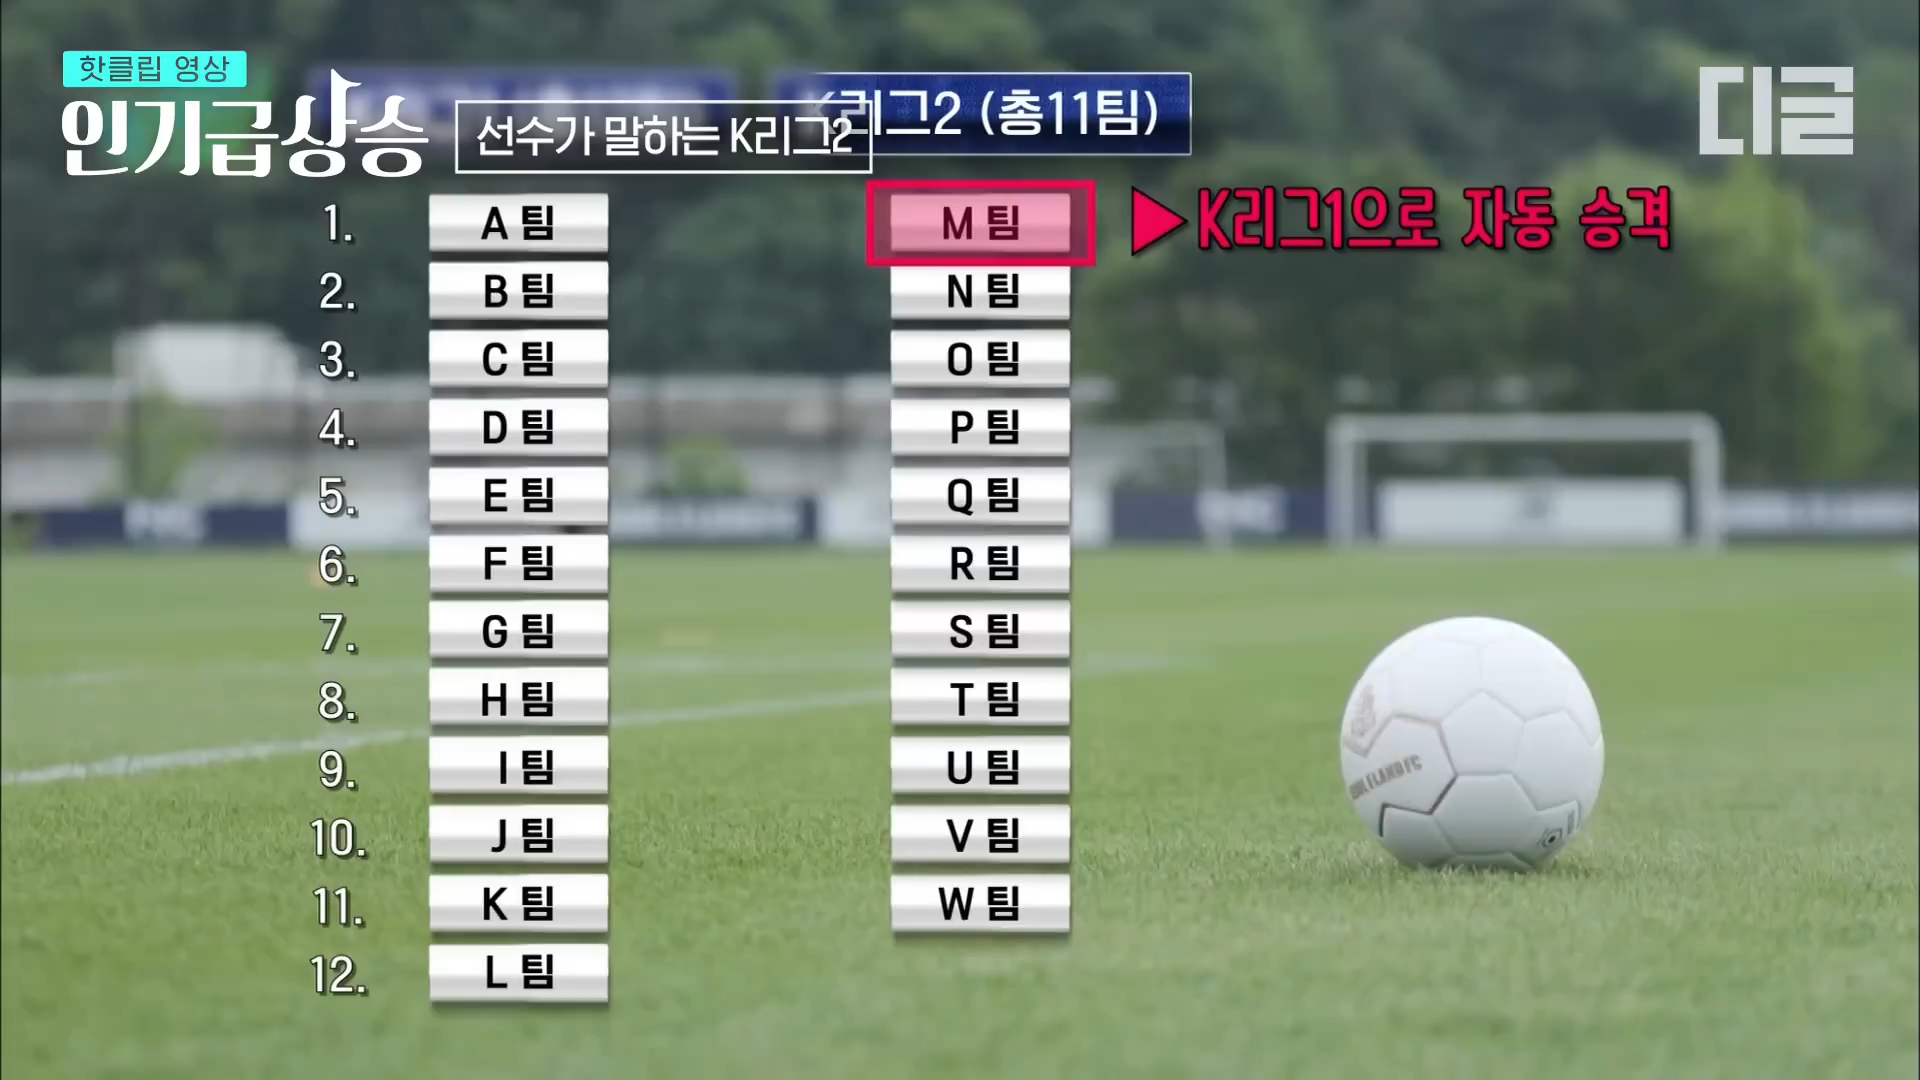 핫클립 영상
인기급상승
선수가 말하는 K리그2
K리그2 (총11팀)
디글
1. A 팀 M 팀 ▶K리그1으로 자동 승격
2. B 팀 N 팀
3. C 팀 O 팀
4. D 팀 P 팀
5. E 팀 Q 팀
6. F 팀 R 팀
7. G 팀 S 팀
8. H 팀 T 팀
9. I 팀 U 팀
10. J 팀 V 팀
11. K 팀 W 팀
12. L 팀